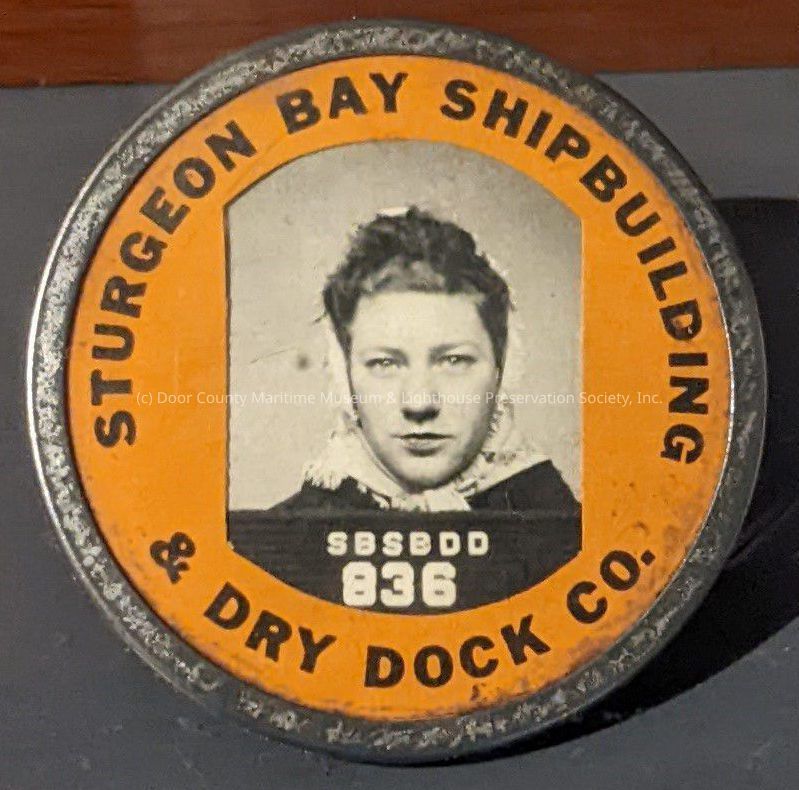 STURGEON BAY SHIPBUILDING
& DRY DOCK CO.
(c) Door County Maritime Museum & Lighthouse Preservation Society, Inc.
SBSBDD
836